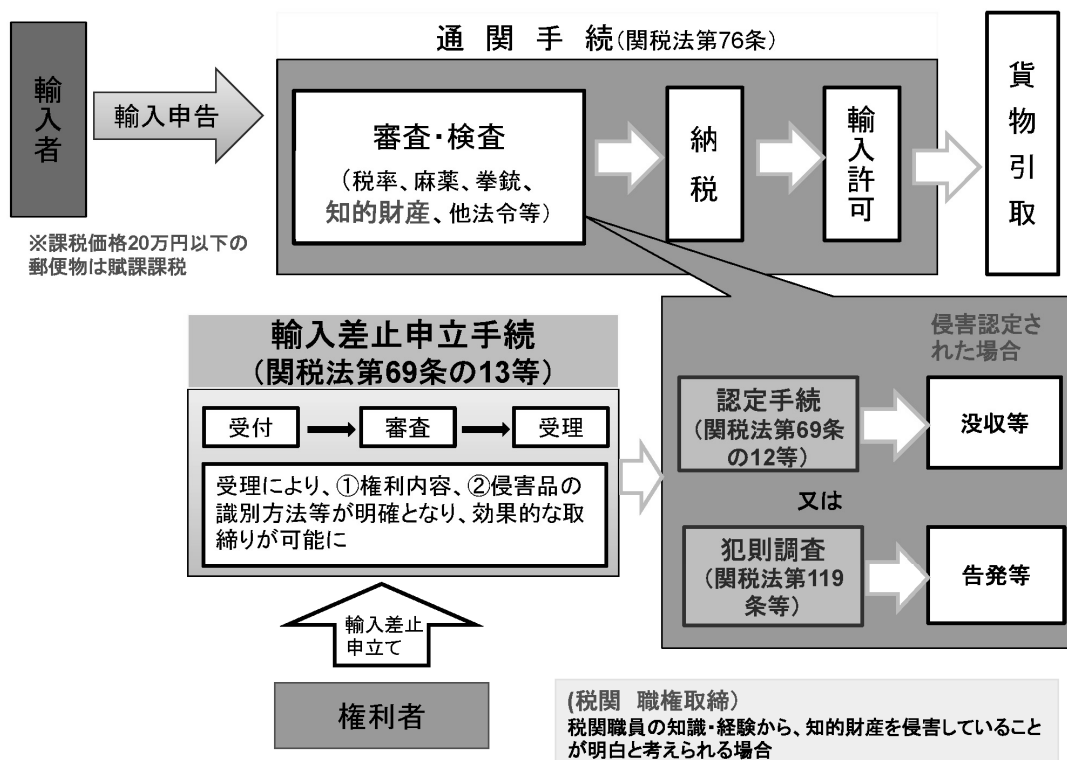 通 関 手 続(関税法第76条)
輸入者
輸入申告
審査・検査
(税率、麻薬、拳銃、
知的財産、他法令等)
納税
輸入許可
貨物引取
※課税価格20万円以下の
郵便物は賦課課税
輸入差止申立手続
(関税法第69条の13等)
受付
審査
受理
受理により、①権利内容、②侵害品の
識別方法等が明確となり、効果的な取
締りが可能に
輸入差止
申立て
権利者
侵害認定さ
れた場合
認定手続
(関税法第69条
の12等)
没収等
又は
犯則調査
(関税法第119
条等)
告発等
(税関 職権取締)
税関職員の知識・経験から、知的財産を侵害していること
が明白と考えられる場合